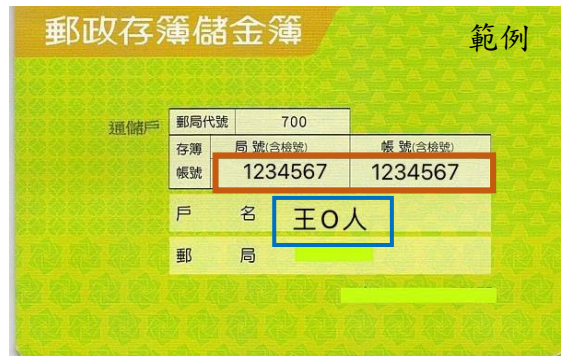 郵政存簿儲金簿
範例
通儲戶
郵局代號 700
存簿帳號 局號(含檢號) 帳號(含檢號)
1234567 1234567
戶名 王O人
郵局